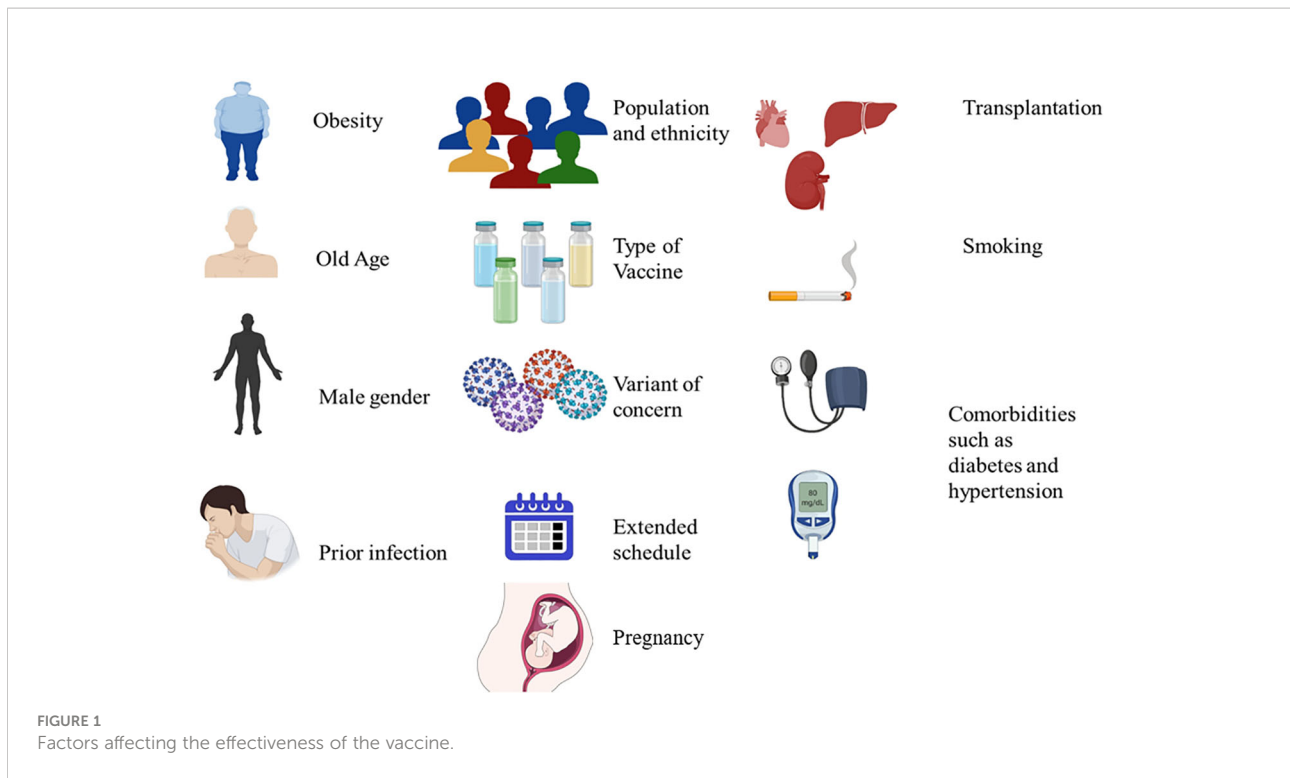 Obesity
Old Age
Male gender
Prior infection
Population
and ethnicity
Type of
Vaccine
Variant of
concern
Extended
schedule
Pregnancy
Transplantation
Smoking
Comorbidities
such as
diabetes and
hypertension
80
mg/dL
FIGURE 1
Factors affecting the effectiveness of the vaccine.